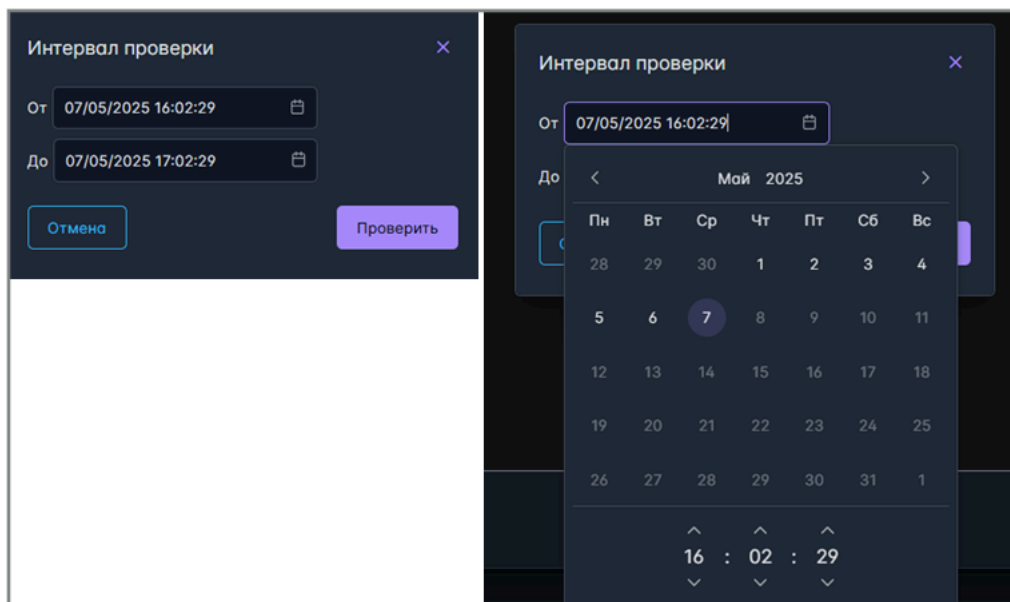 Интервал проверки
От 07/05/2025 16:02:29
До 07/05/2025 17:02:29
Отмена Проверить
Интервал проверки
От 07/05/2025 16:02:29
До
Май 2025
Пн Вт Ср Чт Пт Сб Вс
28 29 30 1 2 3 4
5 6 7 8 9 10 11
12 13 14 15 16 17 18
19 20 21 22 23 24 25
26 27 28 29 30 31 1
16 : 02 : 29